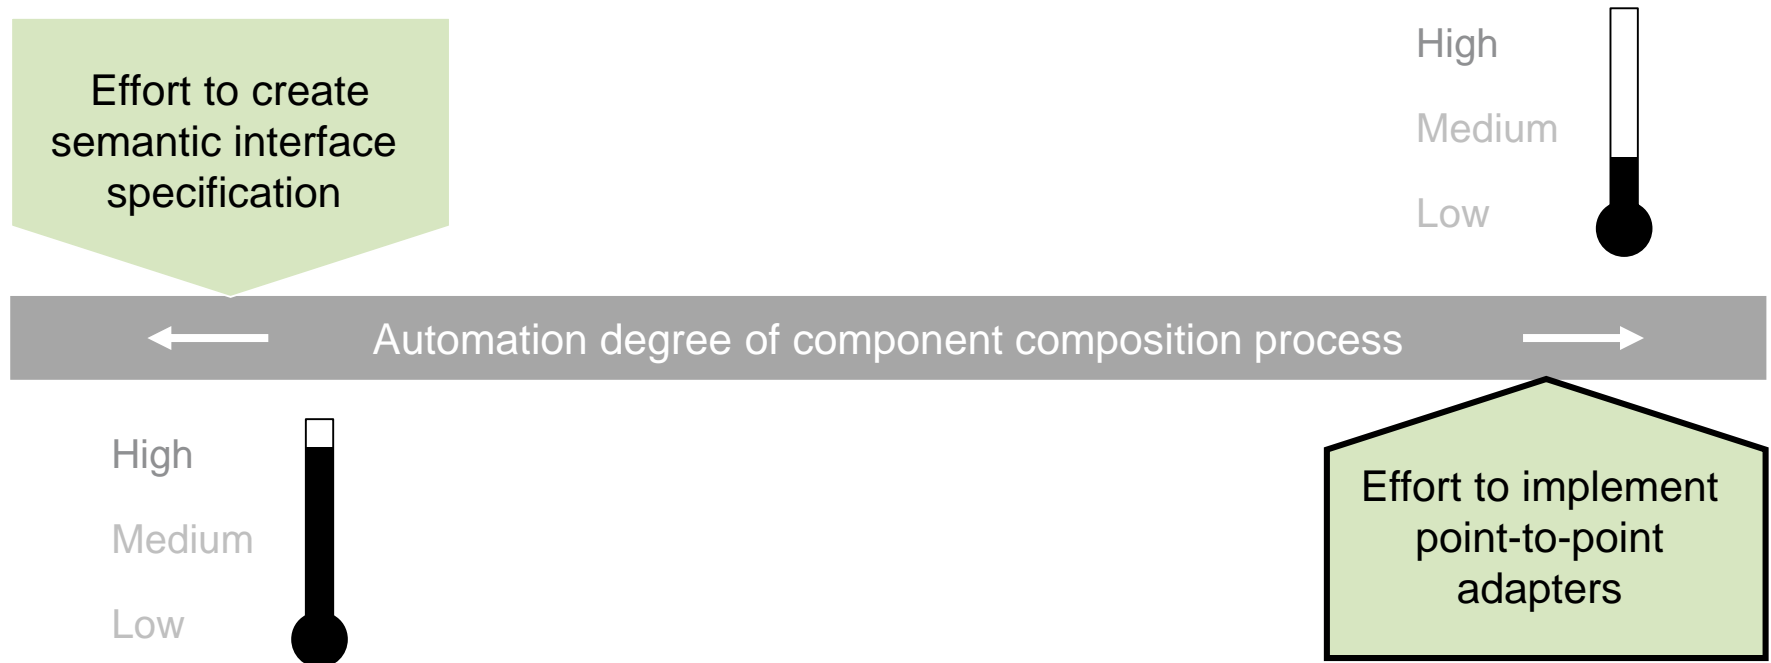 Effort to create
semantic interface
specification
High
Medium
Low
Automation degree of component composition process
High
Medium
Low
Effort to implement
point-to-point
adapters